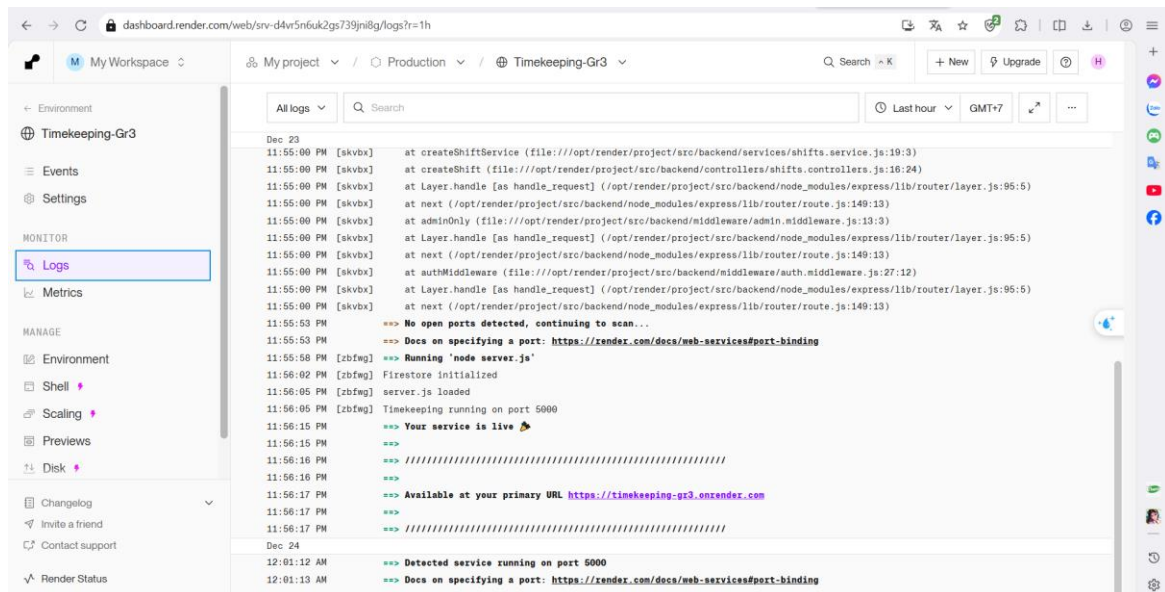 dashboard.render.com/web/srv-d4vr5n6uk2gs739jni8g/logs?r=1h
2
M My Workspace
My project / Production / Timekeeping-Gr3
Search ^ K
+ New
Upgrade
H
← Environment
Timekeeping-Gr3
Events
Settings
MONITOR
Logs
Metrics
MANAGE
Environment
Shell
Scaling
Previews
Disk
Changelog
Invite a friend
Contact support
Render Status
All logs
Search
Last hour
GMT+7
...
Dec 23
11:55:00 PM [skvbx] at createShiftService (file:///opt/render/project/src/backend/services/shifts.service.js:19:3)
11:55:00 PM [skvbx] at createShift (file:///opt/render/project/src/backend/controllers/shifts.controllers.js:16:24)
11:55:00 PM [skvbx] at Layer.handle [as handle_request] (/opt/render/project/src/backend/node_modules/express/lib/router/layer.js:95:5)
11:55:00 PM [skvbx] at next (/opt/render/project/src/backend/node_modules/express/lib/router/route.js:149:13)
11:55:00 PM [skvbx] at adminOnly (file:///opt/render/project/src/backend/middleware/admin.middleware.js:13:3)
11:55:00 PM [skvbx] at Layer.handle [as handle_request] (/opt/render/project/src/backend/node_modules/express/lib/router/layer.js:95:5)
11:55:00 PM [skvbx] at next (/opt/render/project/src/backend/node_modules/express/lib/router/route.js:149:13)
11:55:00 PM [skvbx] at authMiddleware (file:///opt/render/project/src/backend/middleware/auth.middleware.js:27:12)
11:55:00 PM [skvbx] at Layer.handle [as handle_request] (/opt/render/project/src/backend/node_modules/express/lib/router/layer.js:95:5)
11:55:00 PM [skvbx] at next (/opt/render/project/src/backend/node_modules/express/lib/router/route.js:149:13)
11:55:53 PM ==> No open ports detected, continuing to scan...
11:55:53 PM ==> Docs on specifying a port: https://render.com/docs/web-services#port-binding
11:55:58 PM [zbfwg] ==> Running 'node server.js'
11:56:02 PM [zbfwg] Firestore initialized
11:56:05 PM [zbfwg] server.js loaded
11:56:05 PM [zbfwg] Timekeeping running on port 5000
11:56:15 PM ==> Your service is live 🎉
11:56:15 PM ==>
11:56:16 PM ==> ///////////////////////////////////////////////////////////
11:56:16 PM ==>
11:56:17 PM ==> Available at your primary URL https://timekeeping-gr3.onrender.com
11:56:17 PM ==>
11:56:17 PM ==> ///////////////////////////////////////////////////////////
Dec 24
12:01:12 AM ==> Detected service running on port 5000
12:01:13 AM ==> Docs on specifying a port: https://render.com/docs/web-services#port-binding